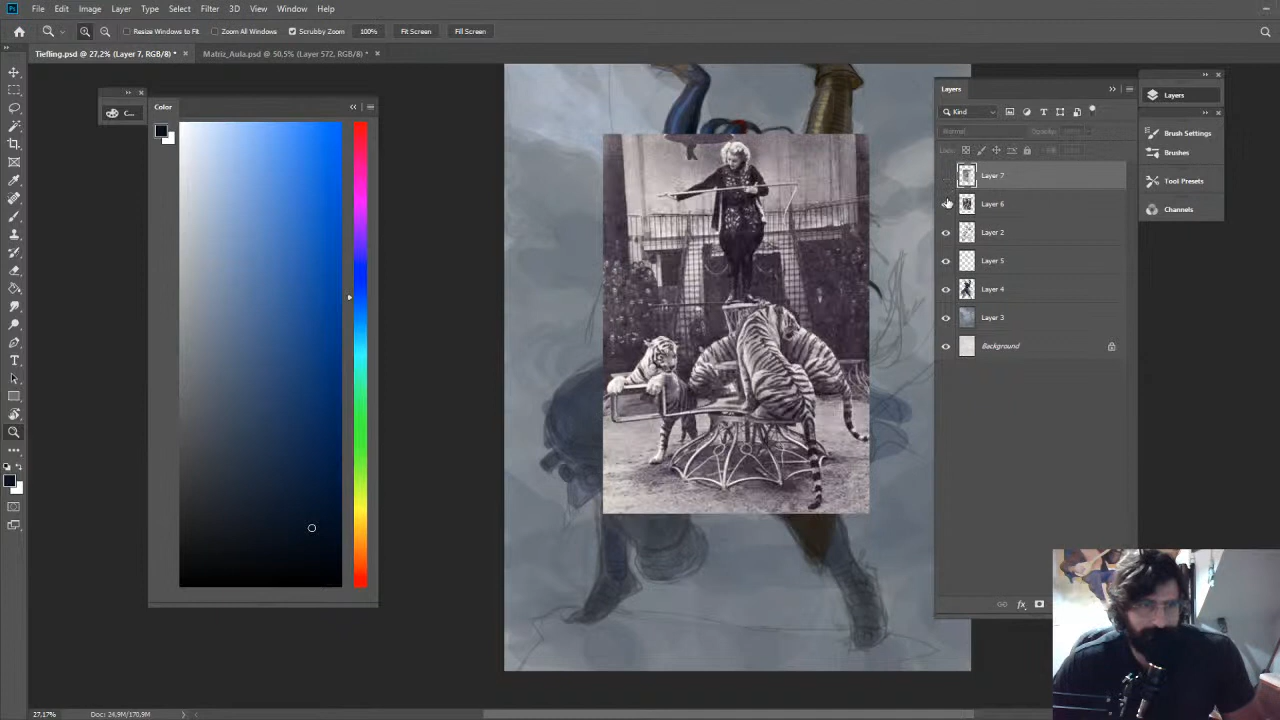 Ps File Edit Image Layer Type Select Filter 3D View Window Help
Resize Windows to Fit Zoom All Windows Scrubby Zoom 100% Fit Screen Fill Screen
Tiefling.psd @ 27,2% (Layer 7, RGB/8) * × Matriz_Aula.psd @ 50,5% (Layer 572, RGB/8) * ×
C...
Color
Layers
Kind
Normal Opacity:
Lock:
Layer 7
Layer 6
Layer 2
Layer 5
Layer 4
Layer 3
Background
fx
Layers
Brush Settings
Brushes
Tool Presets
Channels
27,17% Doc: 24,9M/170,9M